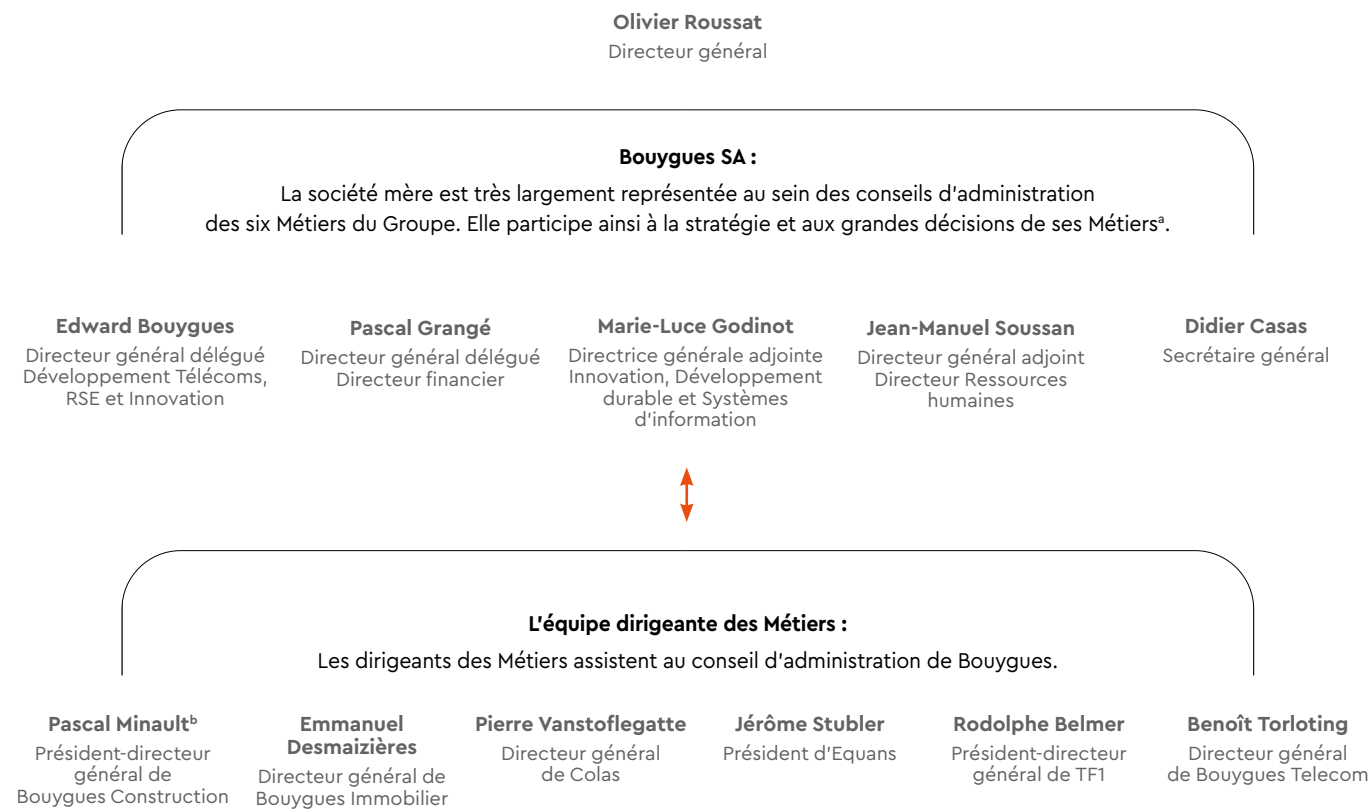 Olivier Roussat
Directeur général
Bouygues SA :
La société mère est très largement représentée au sein des conseils d’administration
des six Métiers du Groupe. Elle participe ainsi à la stratégie et aux grandes décisions de ses Métiersᵃ.
Edward Bouygues
Directeur général délégué
Développement Télécoms,
RSE et Innovation
Pascal Grangé
Directeur général délégué
Directeur financier
Marie-Luce Godinot
Directrice générale adjointe
Innovation, Développement
durable et Systèmes
d’information
Jean-Manuel Soussan
Directeur général adjoint
Directeur Ressources
humaines
Didier Casas
Secrétaire général
L’équipe dirigeante des Métiers :
Les dirigeants des Métiers assistent au conseil d’administration de Bouygues.
Pascal Minaultᵇ
Président-directeur
général de
Bouygues Construction
Emmanuel
Desmaizières
Directeur général de
Bouygues Immobilier
Pierre Vanstoflegatte
Directeur général
de Colas
Jérôme Stubler
Président d’Equans
Rodolphe Belmer
Président-directeur
général de TF1
Benoît Torloting
Directeur général
de Bouygues Telecom